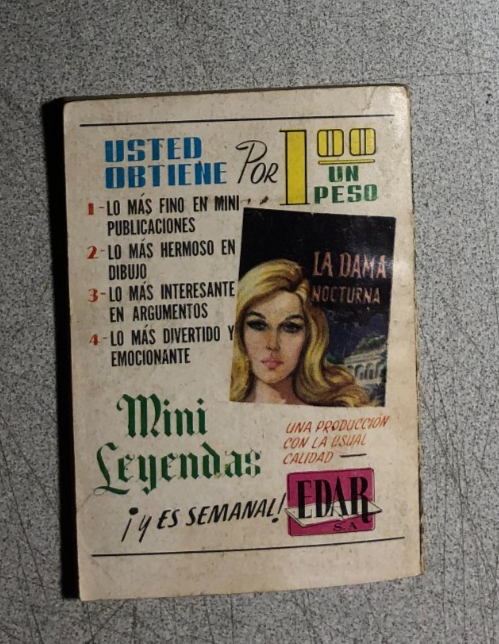 USTED
OBTIENE POR 1.00
UN
PESO
1-LO MÁS FINO EN MINI
PUBLICACIONES
2-LO MÁS HERMOSO EN
DIBUJO
3-LO MÁS INTERESANTE
EN ARGUMENTOS
4-LO MÁS DIVERTIDO Y
EMOCIONANTE
LA DAMA
NOCTURNA
Mini
Leyendas
UNA PRODUCCIÓN
CON LA USUAL
CALIDAD —
¡Y ES SEMANAL!
EDAR
S.A.